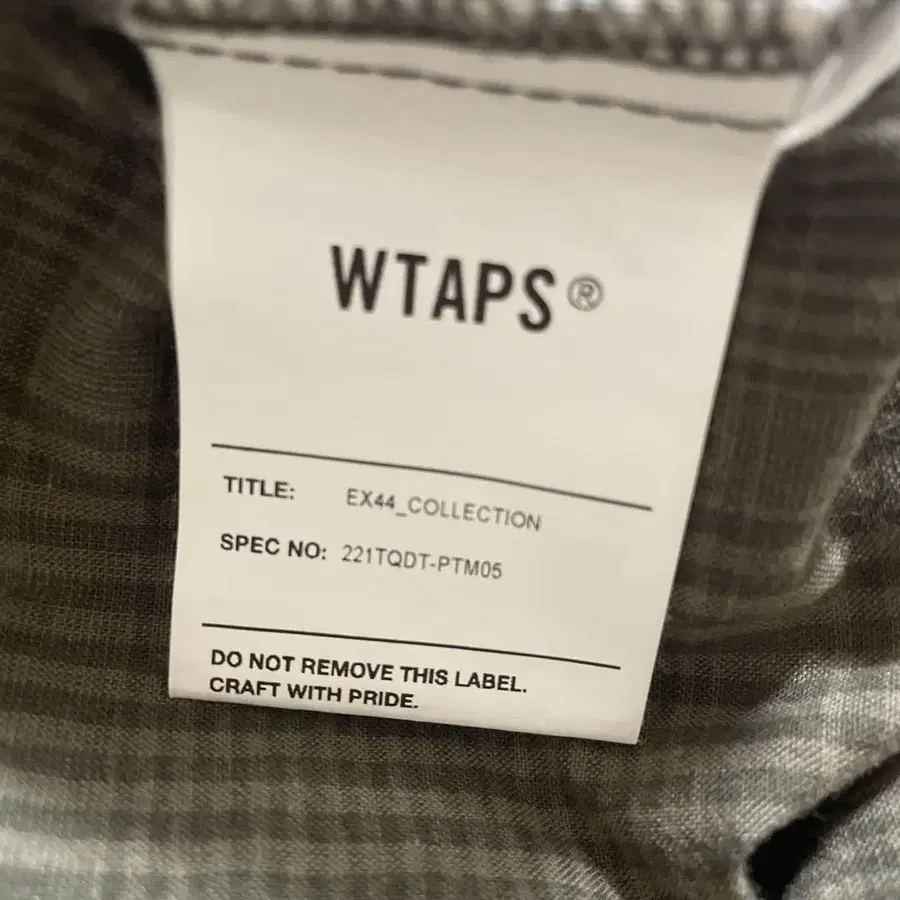 WTAPS®
TITLE: EX44_COLLECTION
SPEC NO: 221TQDT-PTM05
DO NOT REMOVE THIS LABEL.
CRAFT WITH PRIDE.